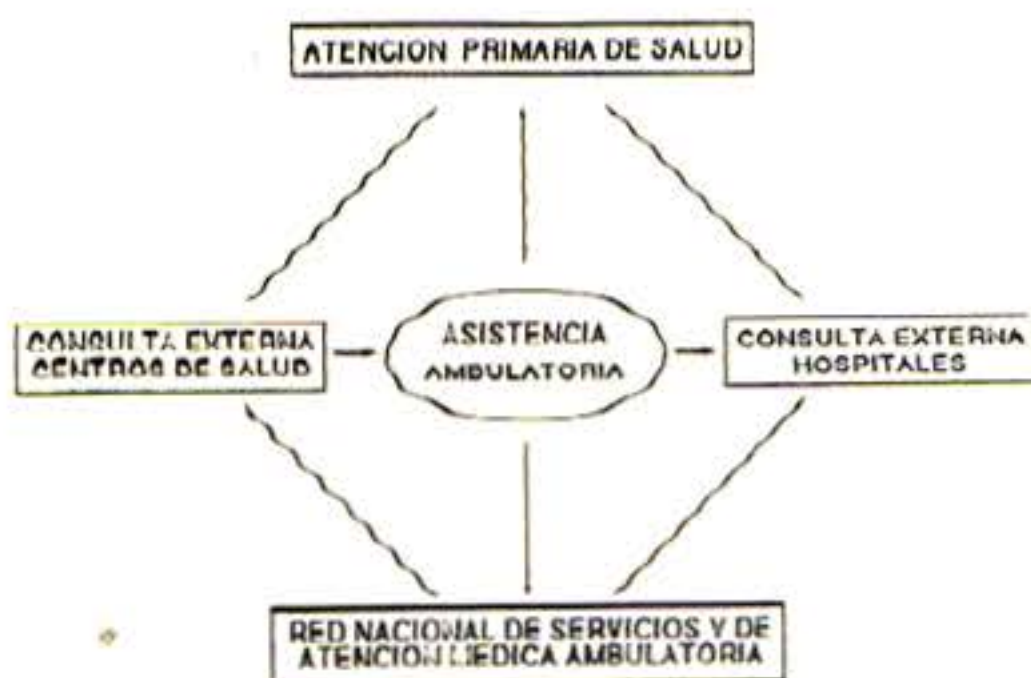 ATENCION PRIMARIA DE SALUD
CONSULTA EXTERNA
CENTROS DE SALUD
ASISTENCIA
AMBULATORIA
CONSULTA EXTERNA
HOSPITALES
RED NACIONAL DE SERVICIOS Y DE
ATENCION MEDICA AMBULATORIA